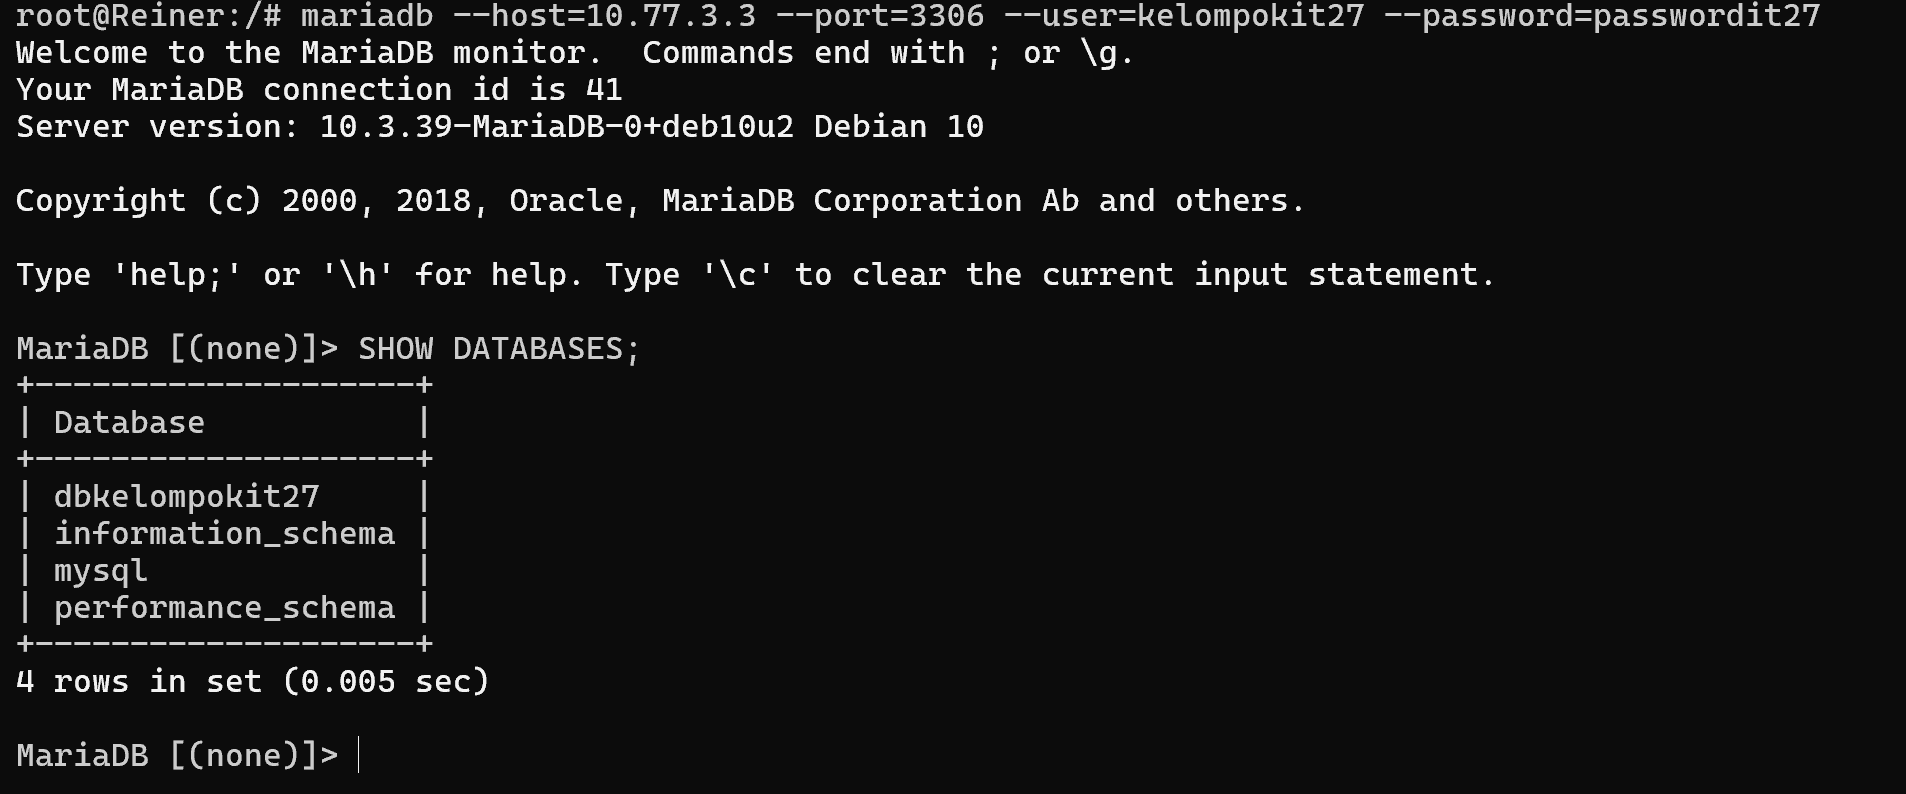 root@Reiner:/# mariadb --host=10.77.3.3 --port=3306 --user=kelompokit27 --password=passwordit27
Welcome to the MariaDB monitor.  Commands end with ; or \g.
Your MariaDB connection id is 41
Server version: 10.3.39-MariaDB-0+deb10u2 Debian 10

Copyright (c) 2000, 2018, Oracle, MariaDB Corporation Ab and others.

Type 'help;' or '\h' for help. Type '\c' to clear the current input statement.

MariaDB [(none)]> SHOW DATABASES;
+--------------------+
| Database           |
+--------------------+
| dbkelompokit27     |
| information_schema |
| mysql              |
| performance_schema |
+--------------------+
4 rows in set (0.005 sec)

MariaDB [(none)]>